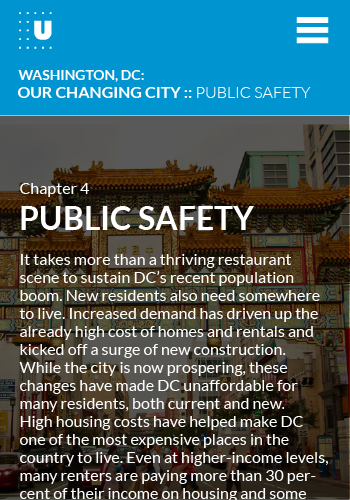 U
WASHINGTON, DC:
OUR CHANGING CITY :: PUBLIC SAFETY
Chapter 4
PUBLIC SAFETY
It takes more than a thriving restaurant
scene to sustain DC’s recent population
boom. New residents also need somewhere
to live. Increased demand has driven up the
already high cost of homes and rentals and
kicked off a surge of new construction.
While the city is now prospering, these
changes have made DC unaffordable for
many residents, both current and new.
High housing costs have helped make DC
one of the most expensive places in the
country to live. Even at higher-income levels,
many renters are paying more than 30 per-
cent of their income on housing and some